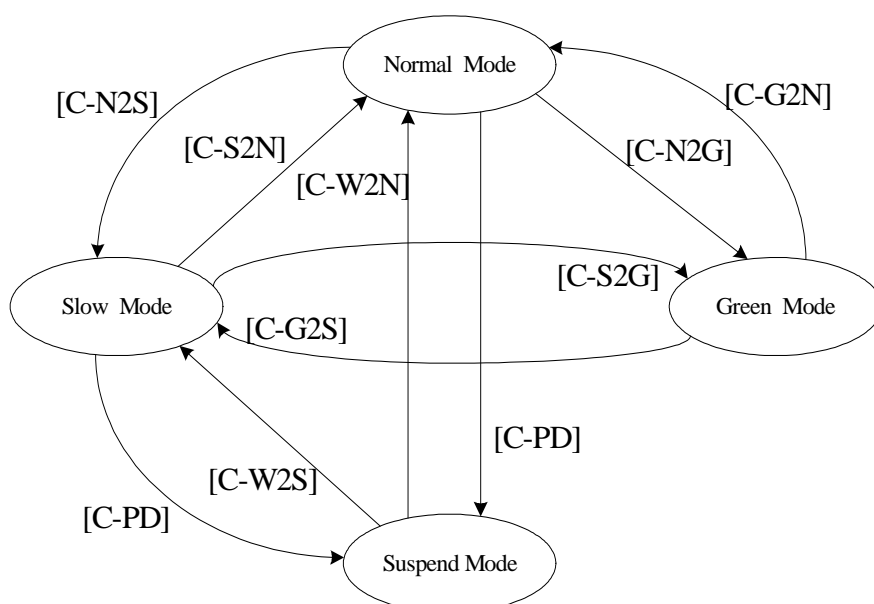 Normal Mode
[C-N2S]
[C-G2N]
[C-S2N]
[C-N2G]
[C-W2N]
[C-S2G]
Slow Mode
Green Mode
[C-G2S]
[C-PD]
[C-W2S]
[C-PD]
Suspend Mode